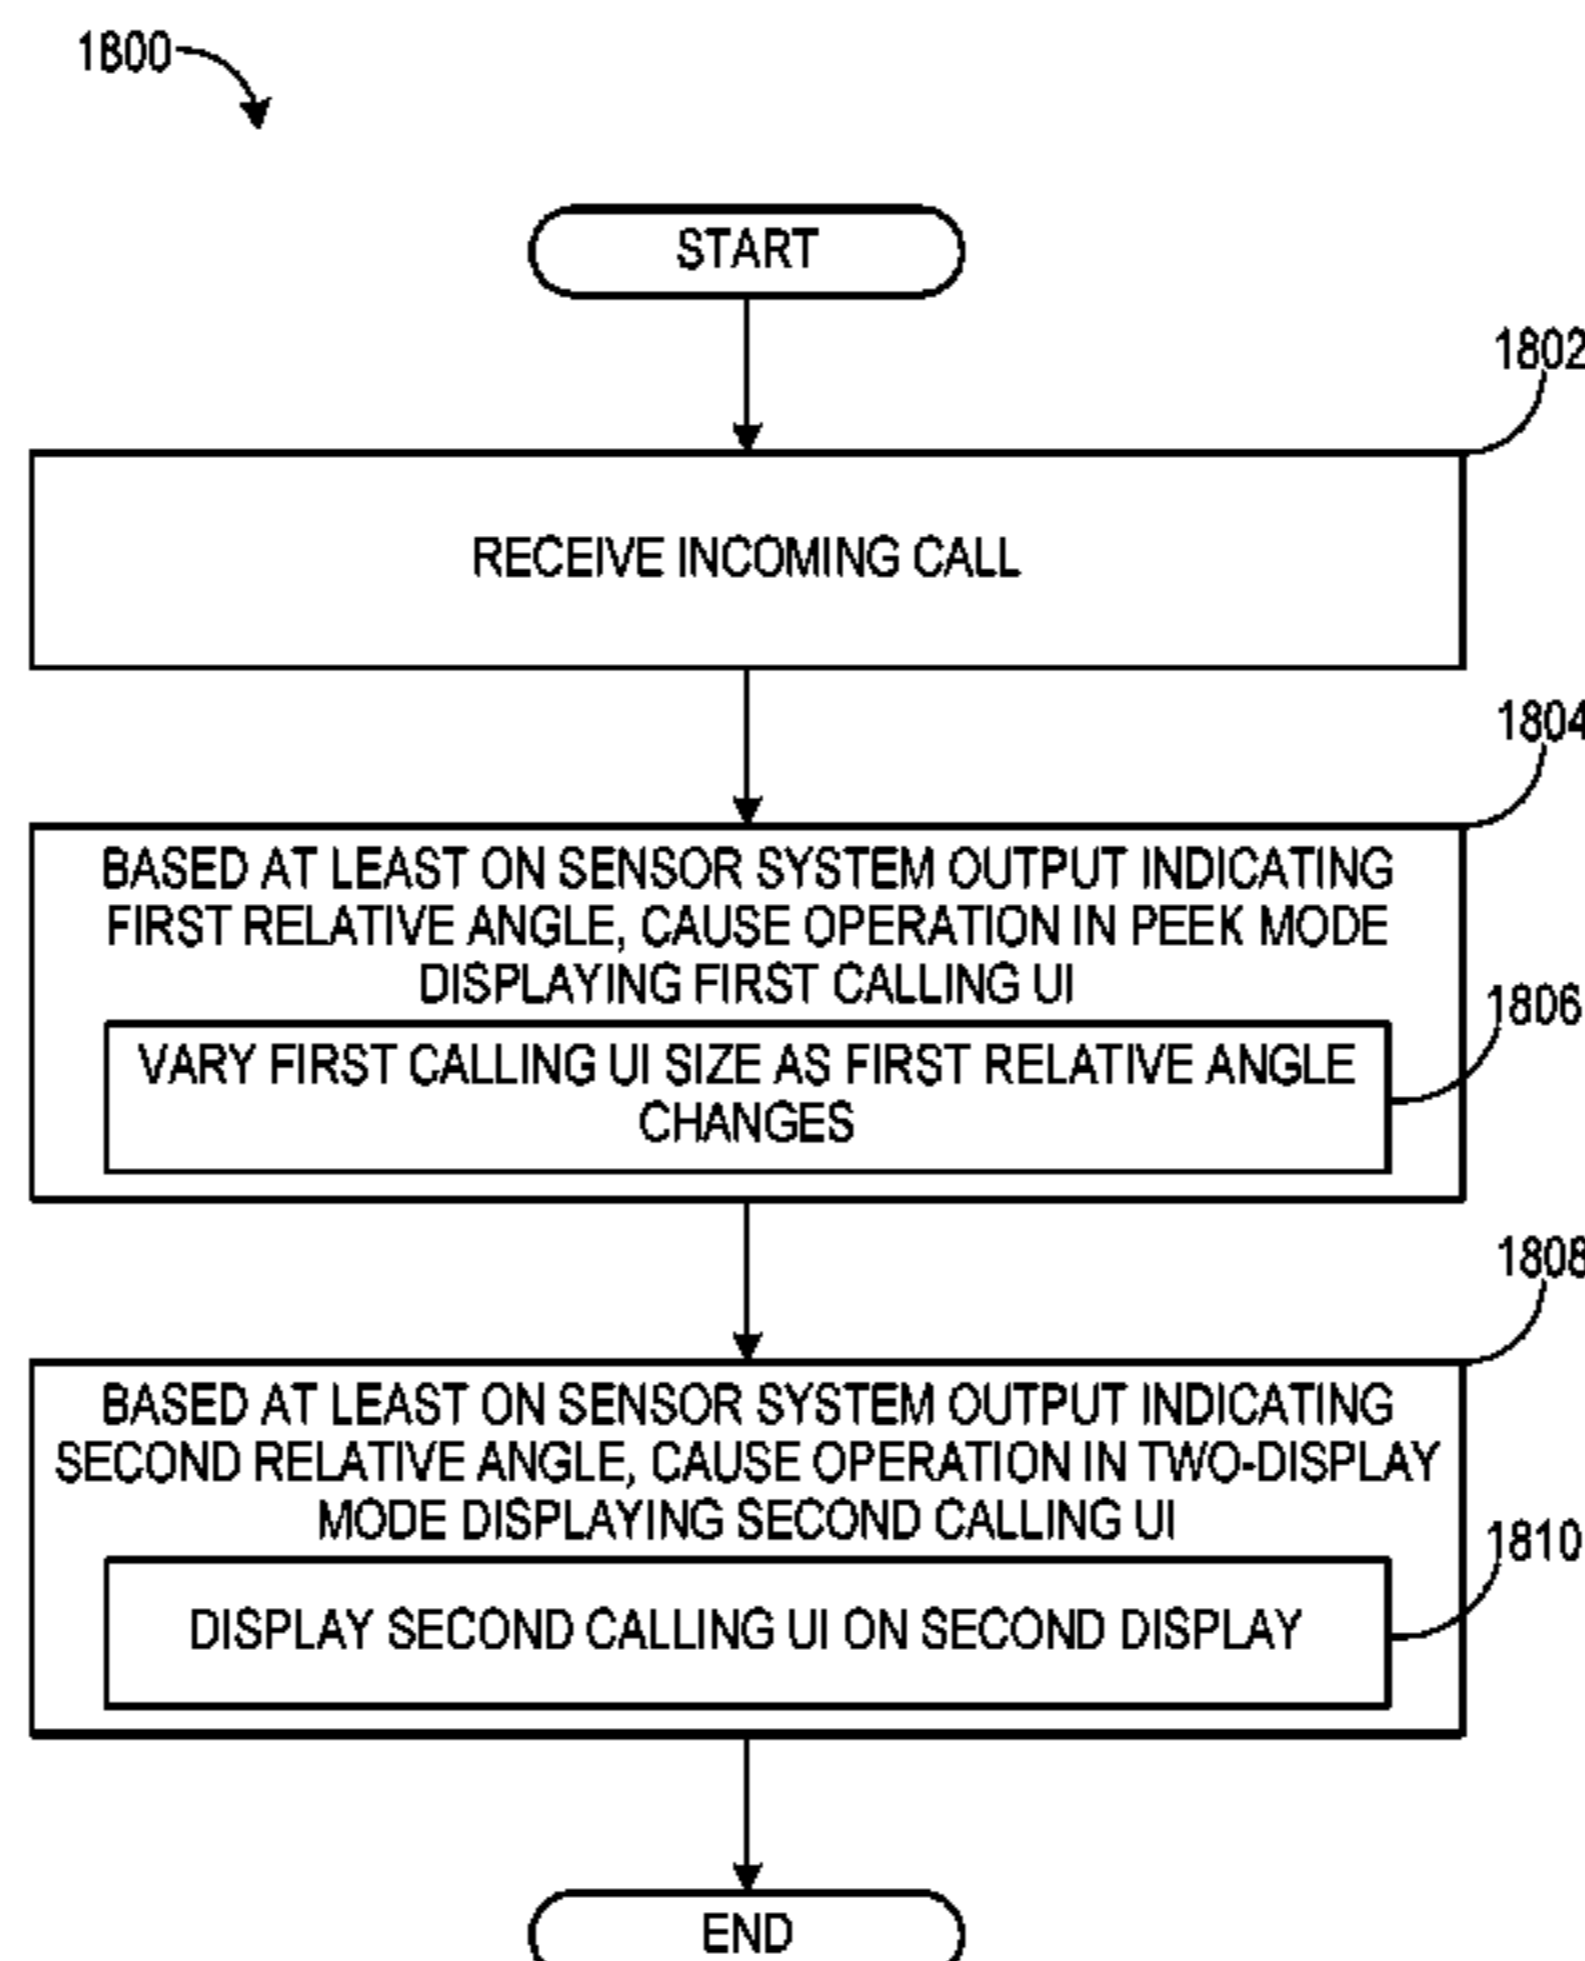 1800
START
1802
RECEIVE INCOMING CALL
1804
BASED AT LEAST ON SENSOR SYSTEM OUTPUT INDICATING
FIRST RELATIVE ANGLE, CAUSE OPERATION IN PEEK MODE
DISPLAYING FIRST CALLING UI
1806
VARY FIRST CALLING UI SIZE AS FIRST RELATIVE ANGLE
CHANGES
1808
BASED AT LEAST ON SENSOR SYSTEM OUTPUT INDICATING
SECOND RELATIVE ANGLE, CAUSE OPERATION IN TWO-DISPLAY
MODE DISPLAYING SECOND CALLING UI
1810
DISPLAY SECOND CALLING UI ON SECOND DISPLAY
END